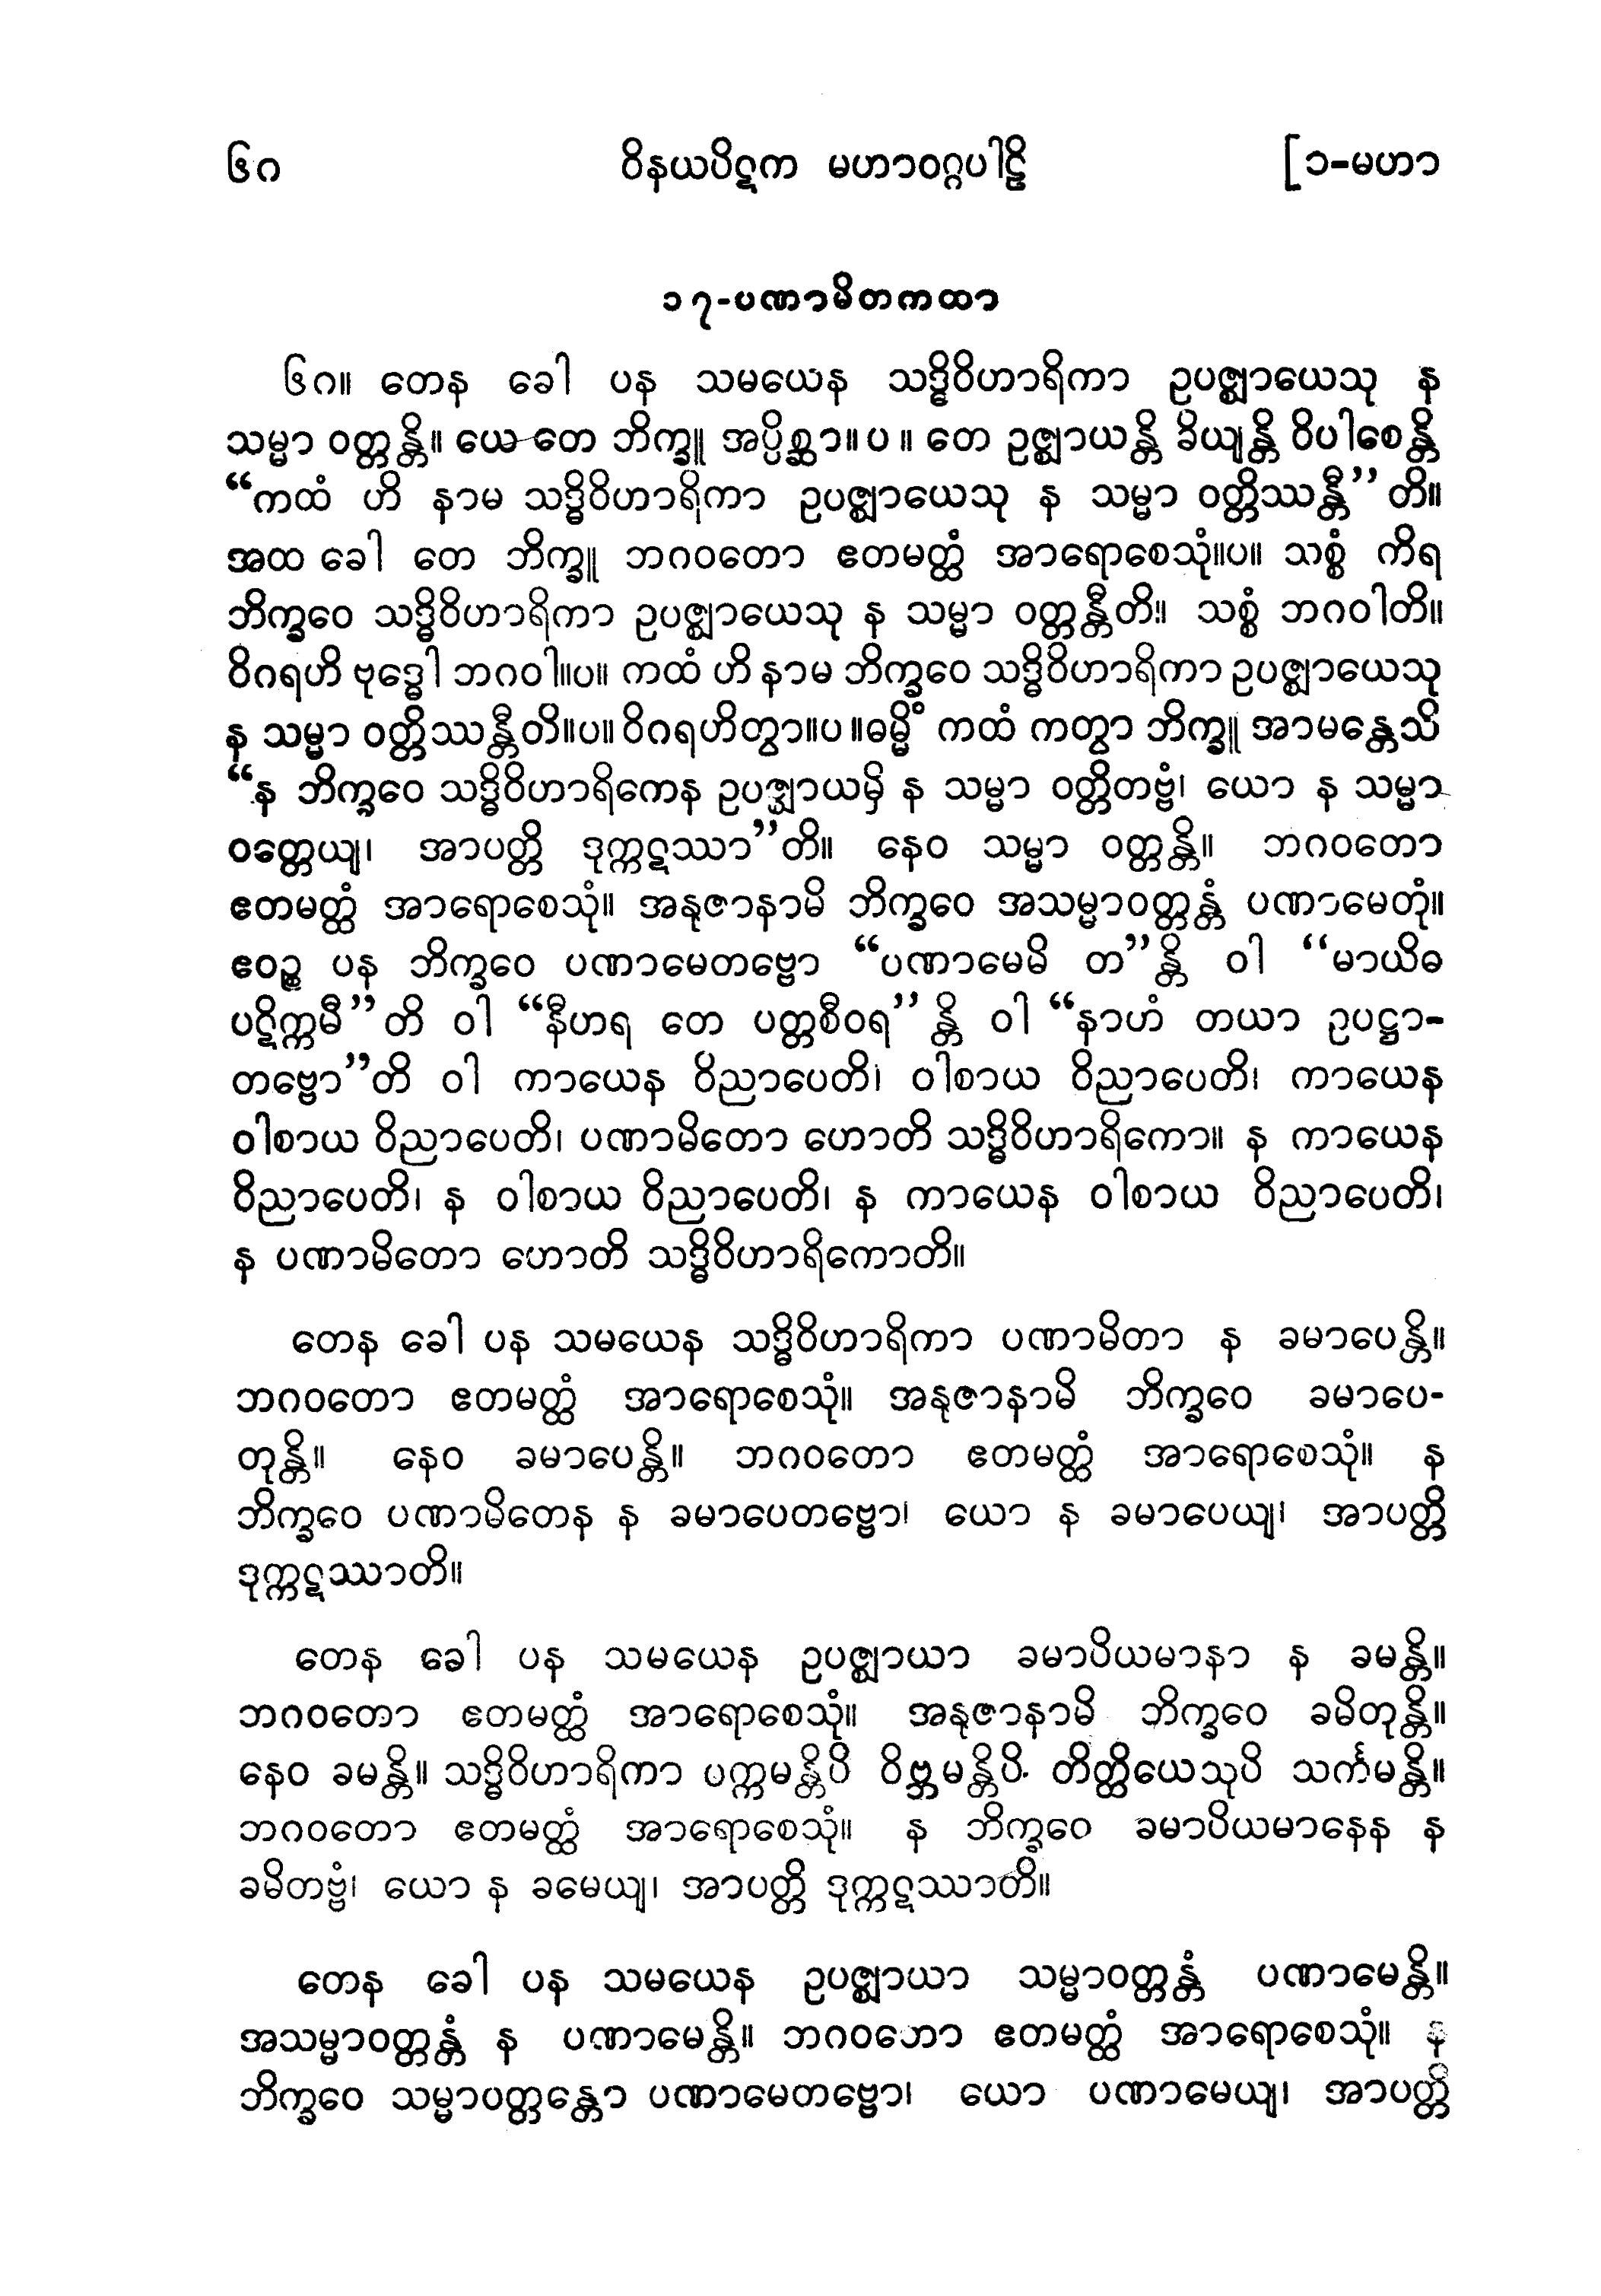 ၆ဂ ဝိနယပိဋက မဟာဝဂ္ဂပါဠိ [၁-မဟာ
၁၇-ပဏာမိတကထာ
၆ဂ။ တေန ခေါ ပန သမယေန သဒ္ဓိဝိဟာရိကာ ဥပဇ္ဈာယေသု န
သမ္မာ ဝတ္တန္တိ။ ယေ တေ ဘိက္ခူ အပ္ပိစ္ဆာ။ ပ ။ တေ ဥဇ္ဈာယန္တိ ခိယျန္တိ ဝိပါစေန္တိ
“ကထံ ဟိ နာမ သဒ္ဓိဝိဟာရိကာ ဥပဇ္ဈာယေသု န သမ္မာ ဝတ္တိဿန္တီ”တိ။
အထ ခေါ တေ ဘိက္ခူ ဘဂဝတော ဧတမတ္ထံ အာရောစေသုံ။ပ။ သစ္စံ ကိရ
ဘိက္ခဝေ သဒ္ဓိဝိဟာရိကာ ဥပဇ္ဈာယေသု န သမ္မာ ဝတ္တန္တီတိ။ သစ္စံ ဘဂဝါတိ။
ဝိဂရဟိ ဗုဒ္ဓေါ ဘဂဝါ။ပ။ ကထံ ဟိ နာမ ဘိက္ခဝေ သဒ္ဓိဝိဟာရိကာ ဥပဇ္ဈာယေသု
န သမ္မာ ဝတ္တိဿန္တီတိ။ပ။ ဝိဂရဟိတွာ။ပ ။ဓမ္မိံ ကထံ ကတွာ ဘိက္ခူ အာမန္တေသိ
“န ဘိက္ခဝေ သဒ္ဓိဝိဟာရိကေန ဥပဇ္ဈာယမှိ န သမ္မာ ဝတ္တိတဗ္ဗံ၊ ယော န သမ္မာ
ဝတ္တေယျ၊ အာပတ္တိ ဒုက္ကဋဿာ”တိ။ နေဝ သမ္မာ ဝတ္တန္တိ။ ဘဂဝတော
ဧတမတ္ထံ အာရောစေသုံ။ အနုဇာနာမိ ဘိက္ခဝေ အသမ္မာဝတ္တန္တံ ပဏာမေတုံ။
ဧဝဉ္စ ပန ဘိက္ခဝေ ပဏာမေတဗ္ဗော “ပဏာမေမိ တ”န္တိ ဝါ “မာယိဓ
ပဋိက္ကမီ”တိ ဝါ “နီဟရ တေ ပတ္တစီဝရ”န္တိ ဝါ “နာဟံ တယာ ဥပဋ္ဌာ-
တဗ္ဗော”တိ ဝါ ကာယေန ဝိညာပေတိ၊ ဝါစာယ ဝိညာပေတိ၊ ကာယေန
ဝါစာယ ဝိညာပေတိ၊ ပဏာမိတော ဟောတိ သဒ္ဓိဝိဟာရိကော။ န ကာယေန
ဝိညာပေတိ၊ န ဝါစာယ ဝိညာပေတိ၊ န ကာယေန ဝါစာယ ဝိညာပေတိ၊
န ပဏာမိတော ဟောတိ သဒ္ဓိဝိဟာရိကောတိ။
တေန ခေါ ပန သမယေန သဒ္ဓိဝိဟာရိကာ ပဏာမိတာ န ခမာပေန္တိ။
ဘဂဝတော ဧတမတ္ထံ အာရောစေသုံ။ အနုဇာနာမိ ဘိက္ခဝေ ခမာပေ-
တုန္တိ။ နေဝ ခမာပေန္တိ။ ဘဂဝတော ဧတမတ္ထံ အာရောစေသုံ။ န
ဘိက္ခဝေ ပဏာမိတေန န ခမာပေတဗ္ဗော၊ ယော န ခမာပေယျ၊ အာပတ္တိ
ဒုက္ကဋဿာတိ။
တေန ခေါ ပန သမယေန ဥပဇ္ဈာယာ ခမာပိယမာနာ န ခမန္တိ။
ဘဂဝတော ဧတမတ္ထံ အာရောစေသုံ။ အနုဇာနာမိ ဘိက္ခဝေ ခမိတုန္တိ။
နေဝ ခမန္တိ။ သဒ္ဓိဝိဟာရိကာ ပက္ကမန္တိပိ ဝိဗ္ဘမန္တိပိ တိတ္ထိယေသုပိ သင်္ကမန္တိ။
ဘဂဝတော ဧတမတ္ထံ အာရောစေသုံ။ န ဘိက္ခဝေ ခမာပိယမာနေန န
ခမိတဗ္ဗံ၊ ယော န ခမေယျ၊ အာပတ္တိ ဒုက္ကဋဿာတိ။
တေန ခေါ ပန သမယေန ဥပဇ္ဈာယာ သမ္မာဝတ္တန္တံ ပဏာမေန္တိ။
အသမ္မာဝတ္တန္တံ န ပဏာမေန္တိ။ ဘဂဝတော ဧတမတ္ထံ အာရောစေသုံ။ န
ဘိက္ခဝေ သမ္မာဝတ္တန္တော ပဏာမေတဗ္ဗော၊ ယော ပဏာမေယျ၊ အာပတ္တိ